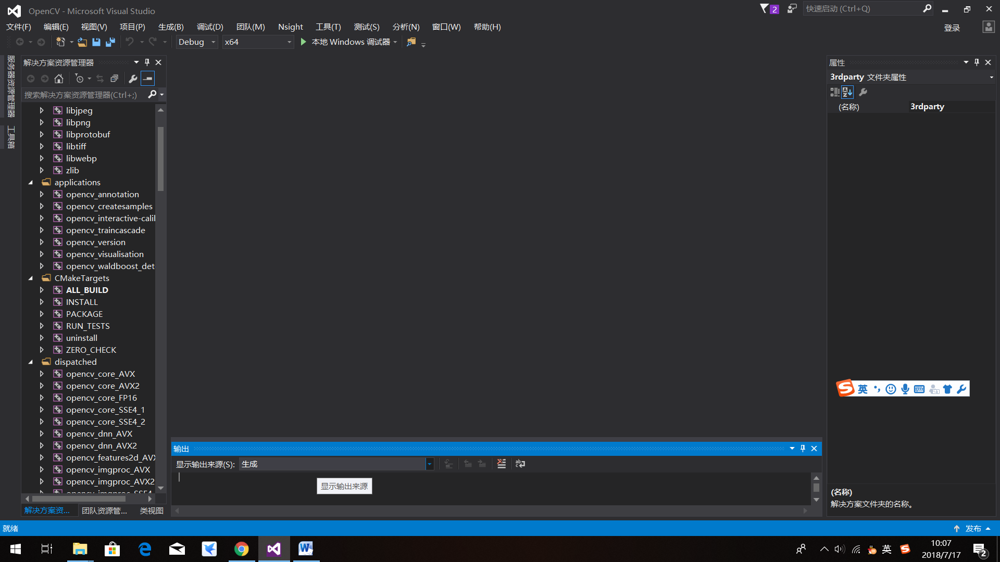 OpenCV - Microsoft Visual Studio
2
快速启动 (Ctrl+Q)
文件(F) 编辑(E) 视图(V) 项目(P) 生成(B) 调试(D) 团队(M) Nsight 工具(T) 测试(S) 分析(N) 窗口(W) 帮助(H)
登录
Debug x64 本地 Windows 调试器
服务器资源管理器
工具箱
解决方案资源管理器
搜索解决方案资源管理器(Ctrl+;)
libjpeg
libpng
libprotobuf
libtiff
libwebp
zlib
applications
opencv_annotation
opencv_createsamples
opencv_interactive-calil
opencv_traincascade
opencv_version
opencv_visualisation
opencv_waldboost_det
CMakeTargets
ALL_BUILD
INSTALL
PACKAGE
RUN_TESTS
uninstall
ZERO_CHECK
dispatched
opencv_core_AVX
opencv_core_AVX2
opencv_core_FP16
opencv_core_SSE4_1
opencv_core_SSE4_2
opencv_dnn_AVX
opencv_dnn_AVX2
opencv_features2d_AVX
opencv_imgproc_AVX
opencv_imgproc_AVX2
opencv_imgproc_SSE4
解决方案资... 团队资源管... 类视图
输出
显示输出来源(S): 生成
显示输出来源
属性
3rdparty 文件夹属性
(名称) 3rdparty
英
(名称)
解决方案文件夹的名称。
就绪
发布
英
10:07
2018/7/17
2